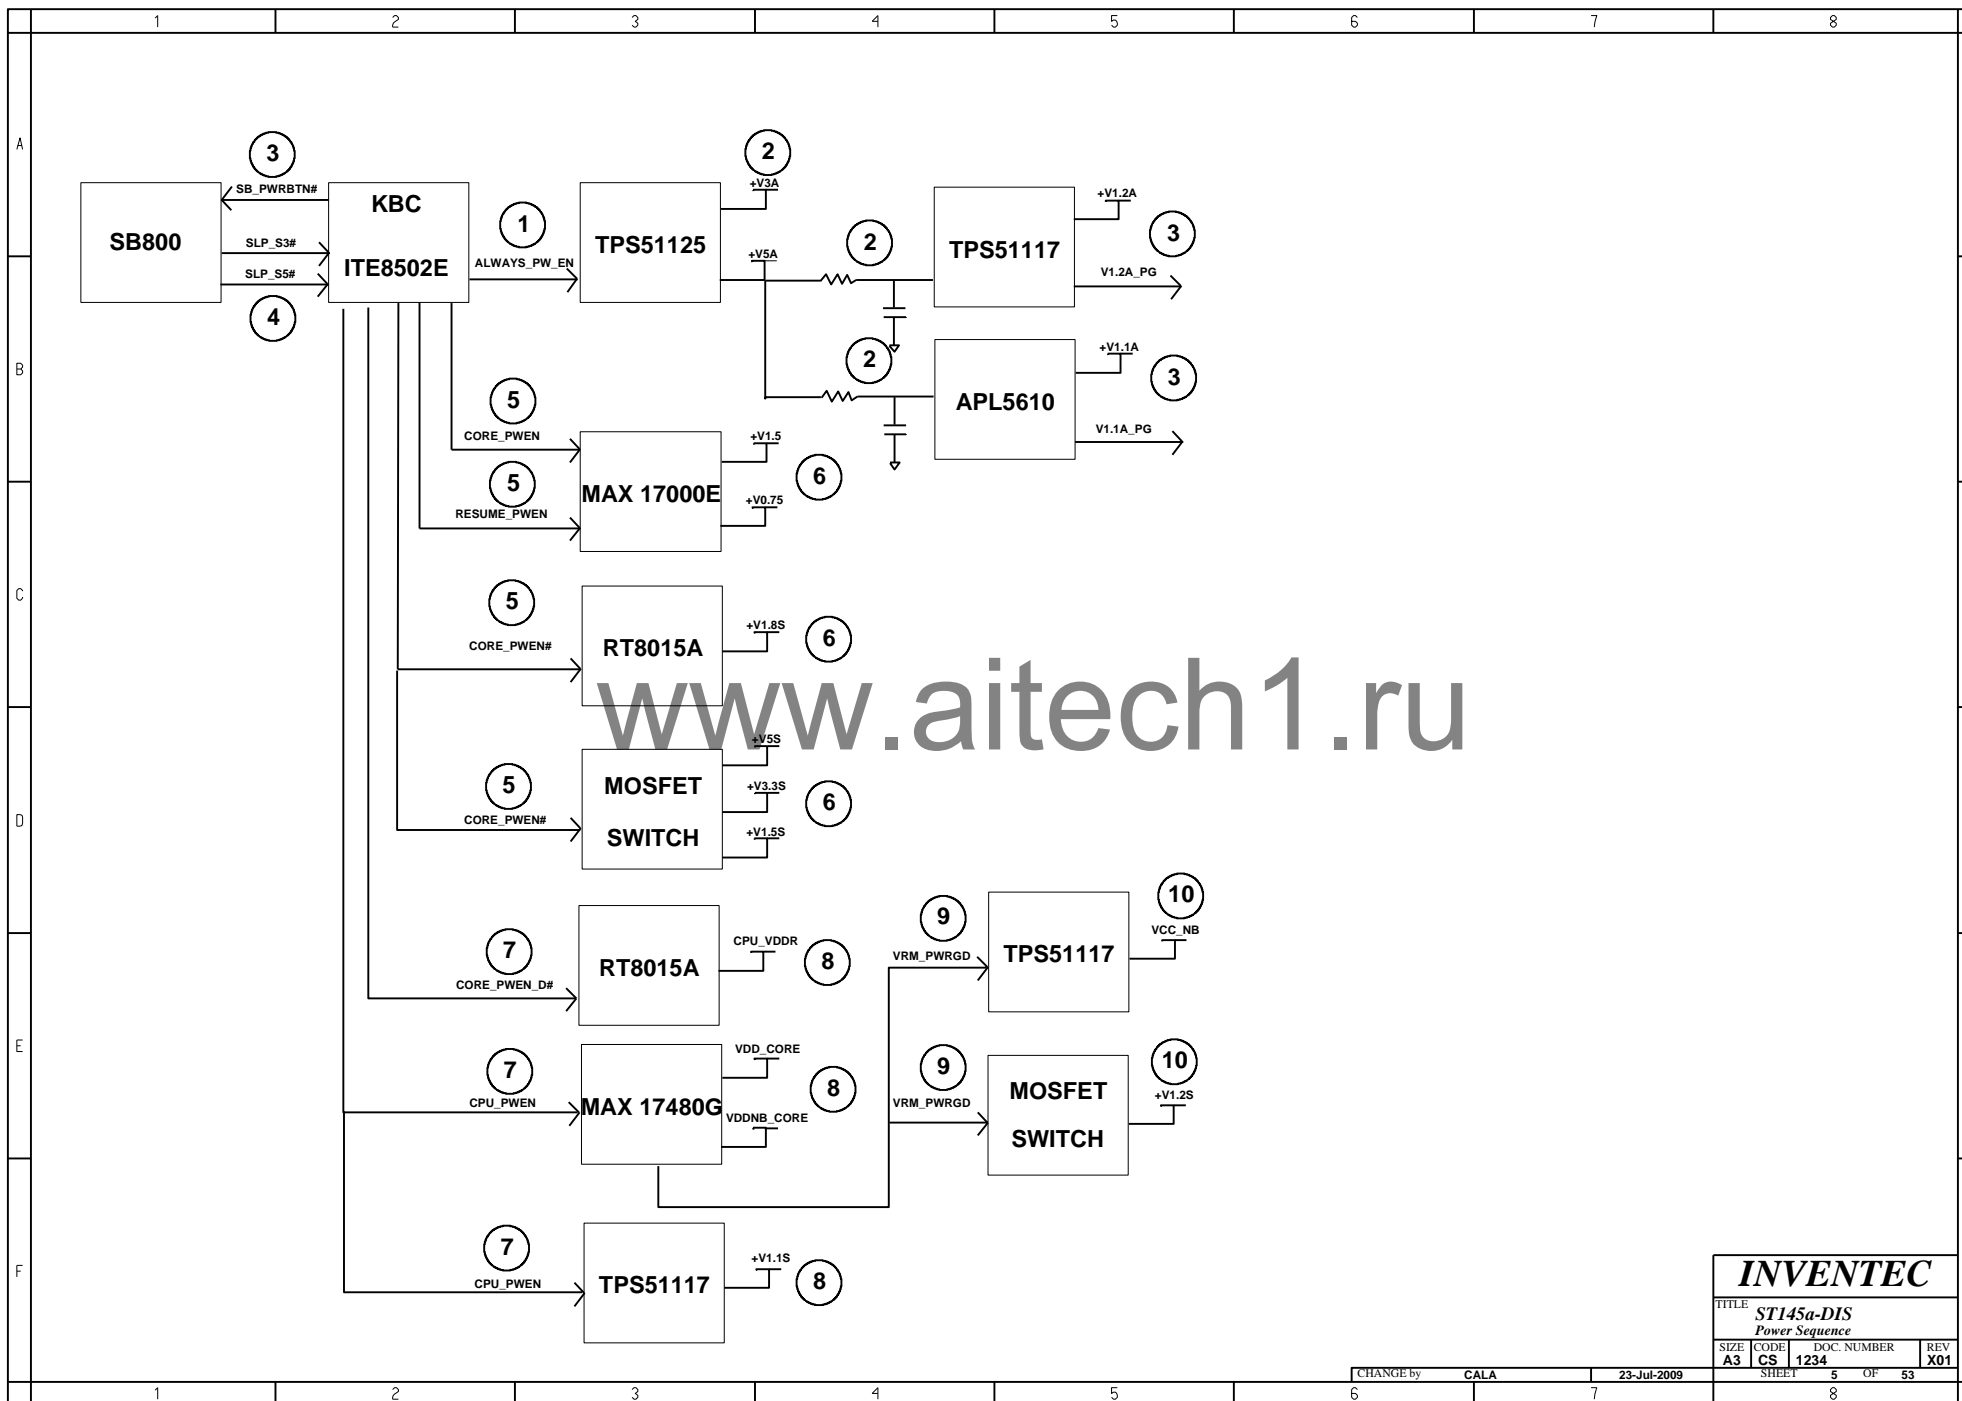 1 2 3 4 5 6 7 8
A
B
C
D
E
F
3
SB_PWRBTN#
SB800
SLP_S3#
SLP_S5#
4
KBC
ITE8502E
1
ALWAYS_PW_EN
TPS51125
2
+V3A
+V5A
2
TPS51117
+V1.2A
3
V1.2A_PG
2
APL5610
+V1.1A
3
V1.1A_PG
5
CORE_PWEN
5
RESUME_PWEN
MAX 17000E
+V1.5
6
+V0.75
5
CORE_PWEN#
RT8015A
+V1.8S
6
www.aitech1.ru
5
CORE_PWEN#
MOSFET
SWITCH
+V5S
+V3.3S
6
+V1.5S
7
CORE_PWEN_D#
RT8015A
CPU_VDDR
8
9
VRM_PWRGD
TPS51117
10
VCC_NB
7
CPU_PWEN
MAX 17480G
VDD_CORE
8
VDDNB_CORE
9
VRM_PWRGD
MOSFET
SWITCH
10
+V1.2S
7
CPU_PWEN
TPS51117
+V1.1S
8
INVENTEC
TITLE
ST145a-DIS
Power Sequence
SIZE CODE DOC. NUMBER REV
A3 CS 1234 X01
CHANGE by CALA 23-Jul-2009 SHEET 5 OF 53
1 2 3 4 5 6 7 8